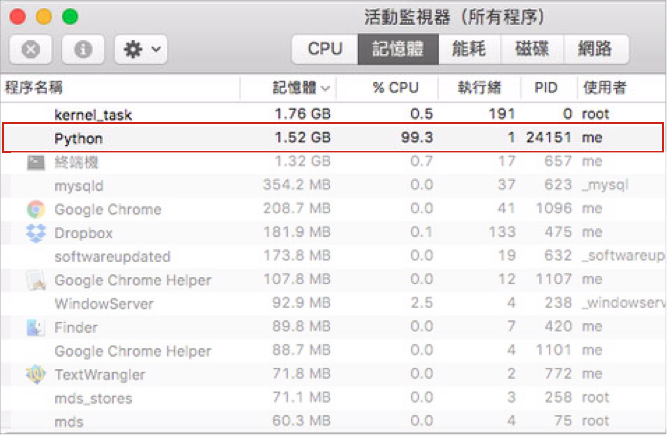 活動監視器（所有程序）
CPU 記憶體 能耗 磁碟 網路
程序名稱 記憶體 % CPU 執行緒 PID 使用者
kernel_task 1.76 GB 0.5 191 0 root
Python 1.52 GB 99.3 1 24151 me
終端機 1.32 GB 0.7 17 657 me
mysqld 354.2 MB 0.0 37 623 _mysql
Google Chrome 208.7 MB 0.0 41 1096 me
Dropbox 181.9 MB 0.1 133 475 me
softwareupdated 173.8 MB 0.0 19 632 _softwareup
Google Chrome Helper 107.8 MB 0.0 12 1107 me
WindowServer 92.9 MB 2.5 4 238 _windowserv
Finder 89.8 MB 0.0 7 420 me
Google Chrome Helper 88.7 MB 0.0 4 1101 me
TextWrangler 71.8 MB 0.0 2 772 me
mds_stores 71.1 MB 0.0 3 258 root
mds 60.3 MB 0.0 4 75 root